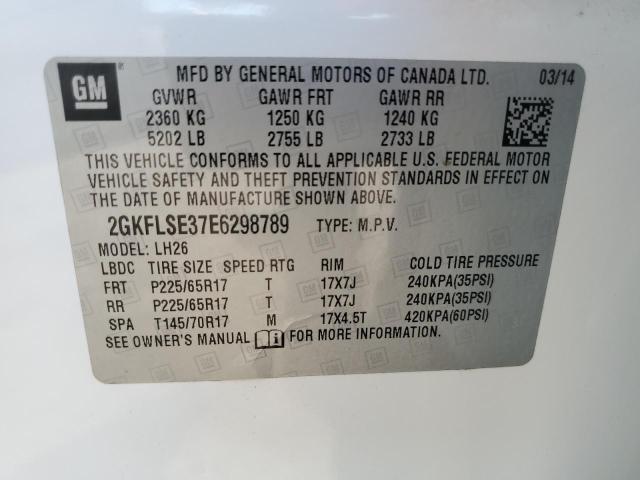 GM ® MFD BY GENERAL MOTORS OF CANADA LTD. 03/14
GVWR GAWR FRT GAWR RR
2360 KG 1250 KG 1240 KG
5202 LB 2755 LB 2733 LB
THIS VEHICLE CONFORMS TO ALL APPLICABLE U.S. FEDERAL MOTOR
VEHICLE SAFETY AND THEFT PREVENTION STANDARDS IN EFFECT ON
THE DATE OF MANUFACTURE SHOWN ABOVE.
2GKFLSE37E6298789 TYPE: M.P.V.
MODEL: LH26
LBDC TIRE SIZE SPEED RTG RIM COLD TIRE PRESSURE
FRT P225/65R17 T 17X7J 240KPA(35PSI)
RR P225/65R17 T 17X7J 240KPA(35PSI)
SPA T145/70R17 M 17X4.5T 420KPA(60PSI)
SEE OWNER'S MANUAL i FOR MORE INFORMATION.